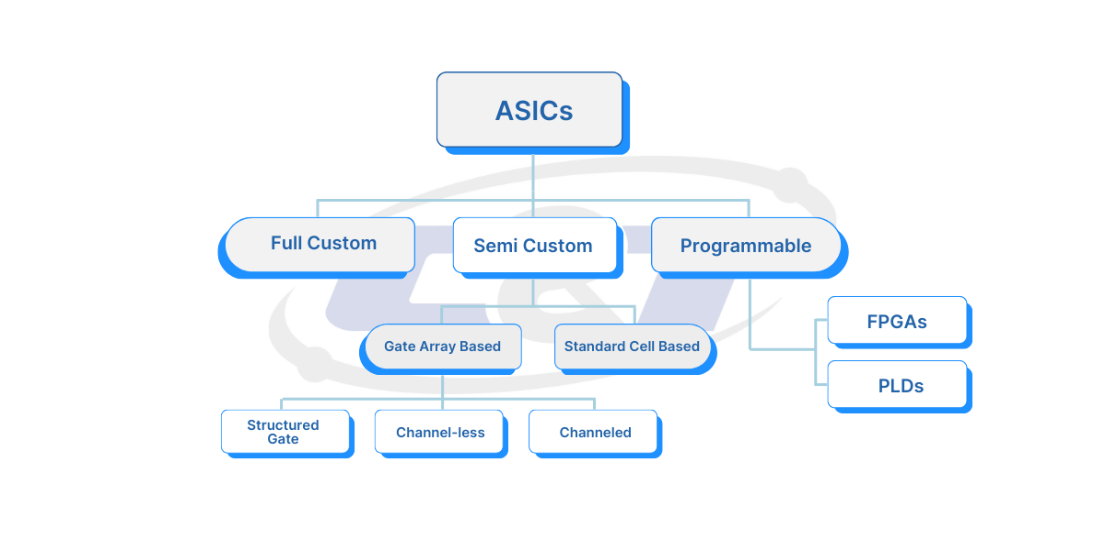 ASICs
Full Custom
Semi Custom
Programmable
FPGAs
Gate Array Based
Standard Cell Based
PLDs
Structured
Gate
Channel-less
Channeled